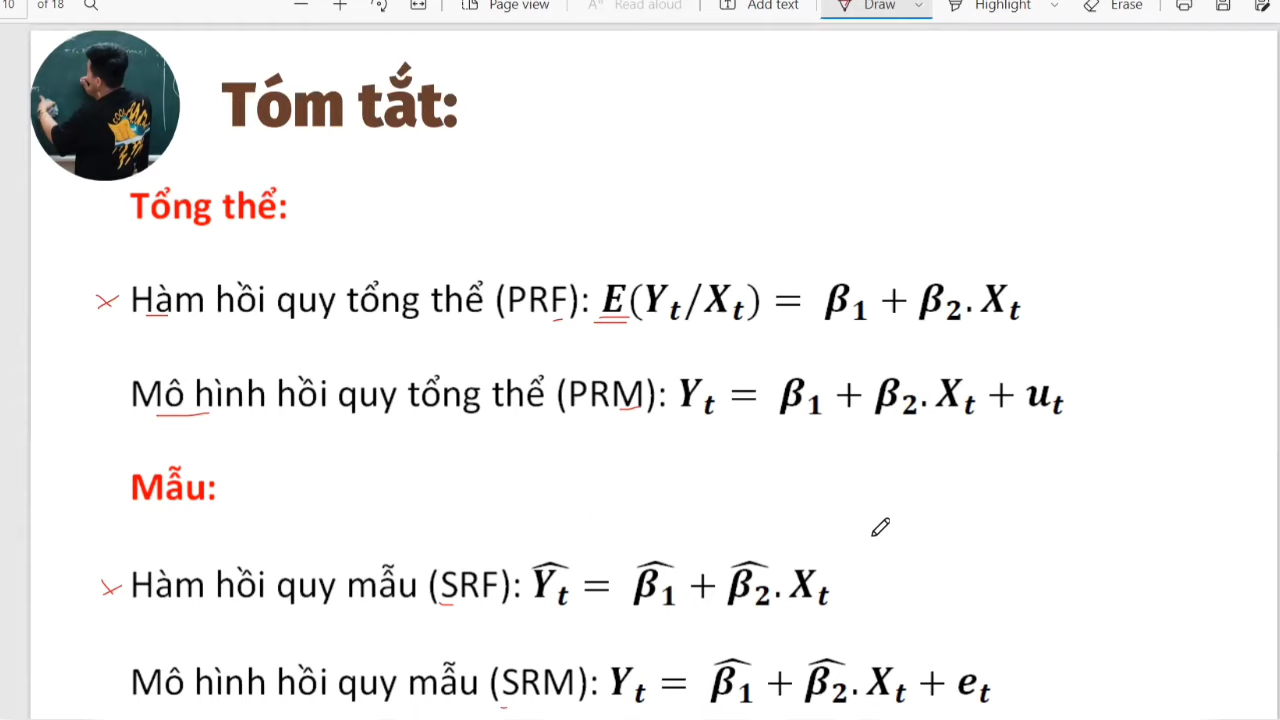 10 of 18 Page view Read aloud Add text Draw Highlight Erase
Tóm tắt:
Tổng thể:
Hàm hồi quy tổng thể (PRF): E(Yₜ/Xₜ) = β₁ + β₂. Xₜ
Mô hình hồi quy tổng thể (PRM): Yₜ = β₁ + β₂. Xₜ + uₜ
Mẫu:
Hàm hồi quy mẫu (SRF): Ŷₜ = β̂₁ + β̂₂. Xₜ
Mô hình hồi quy mẫu (SRM): Yₜ = β̂₁ + β̂₂. Xₜ + eₜ